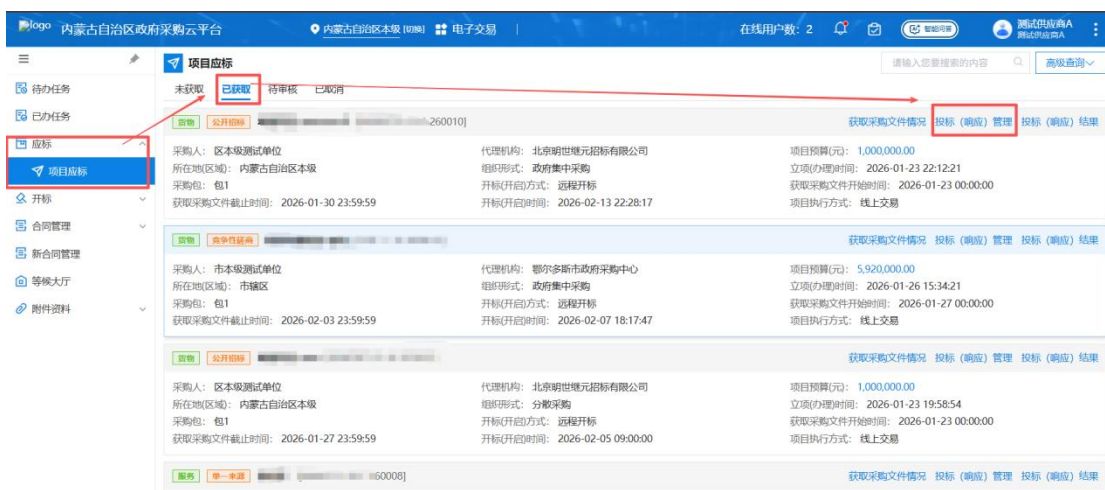 logo 内蒙古自治区政府采购云平台 内蒙古自治区本级 [切换] 电子交易 在线用户数: 2 智能问答 测试供应商A
测试供应商A
项目应标 请输入您要搜索的内容 高级查询
未获取 已获取 待审核 已取消
待办任务
已办任务
应标
项目应标
开标
合同管理
新合同管理
等候大厅
附件资料
货物 公开招标 260010] 获取采购文件情况 投标 (响应) 管理 投标 (响应) 结果
采购人: 区本级测试单位 代理机构: 北京明世继元招标有限公司 项目预算(元): 1,000,000.00
所在地(区域): 内蒙古自治区本级 组织形式: 政府集中采购 立项(办理)时间: 2026-01-23 22:12:21
采购包: 包1 开标(开启)方式: 远程开标 获取采购文件开始时间: 2026-01-23 00:00:00
获取采购文件截止时间: 2026-01-30 23:59:59 开标(开启)时间: 2026-02-13 22:28:17 项目执行方式: 线上交易
货物 竞争性磋商 获取采购文件情况 投标 (响应) 管理 投标 (响应) 结果
采购人: 市本级测试单位 代理机构: 鄂尔多斯市政府采购中心 项目预算(元): 5,920,000.00
所在地(区域): 市辖区 组织形式: 政府集中采购 立项(办理)时间: 2026-01-26 15:34:21
采购包: 包1 开标(开启)方式: 远程开标 获取采购文件开始时间: 2026-01-27 00:00:00
获取采购文件截止时间: 2026-02-03 23:59:59 开标(开启)时间: 2026-02-07 18:17:47 项目执行方式: 线上交易
货物 公开招标 获取采购文件情况 投标 (响应) 管理 投标 (响应) 结果
采购人: 区本级测试单位 代理机构: 北京明世继元招标有限公司 项目预算(元): 1,000,000.00
所在地(区域): 内蒙古自治区本级 组织形式: 分散采购 立项(办理)时间: 2026-01-23 19:58:54
采购包: 包1 开标(开启)方式: 远程开标 获取采购文件开始时间: 2026-01-23 00:00:00
获取采购文件截止时间: 2026-01-27 23:59:59 开标(开启)时间: 2026-02-05 09:00:00 项目执行方式: 线上交易
服务 单一来源 60008] 获取采购文件情况 投标 (响应) 管理 投标 (响应) 结果